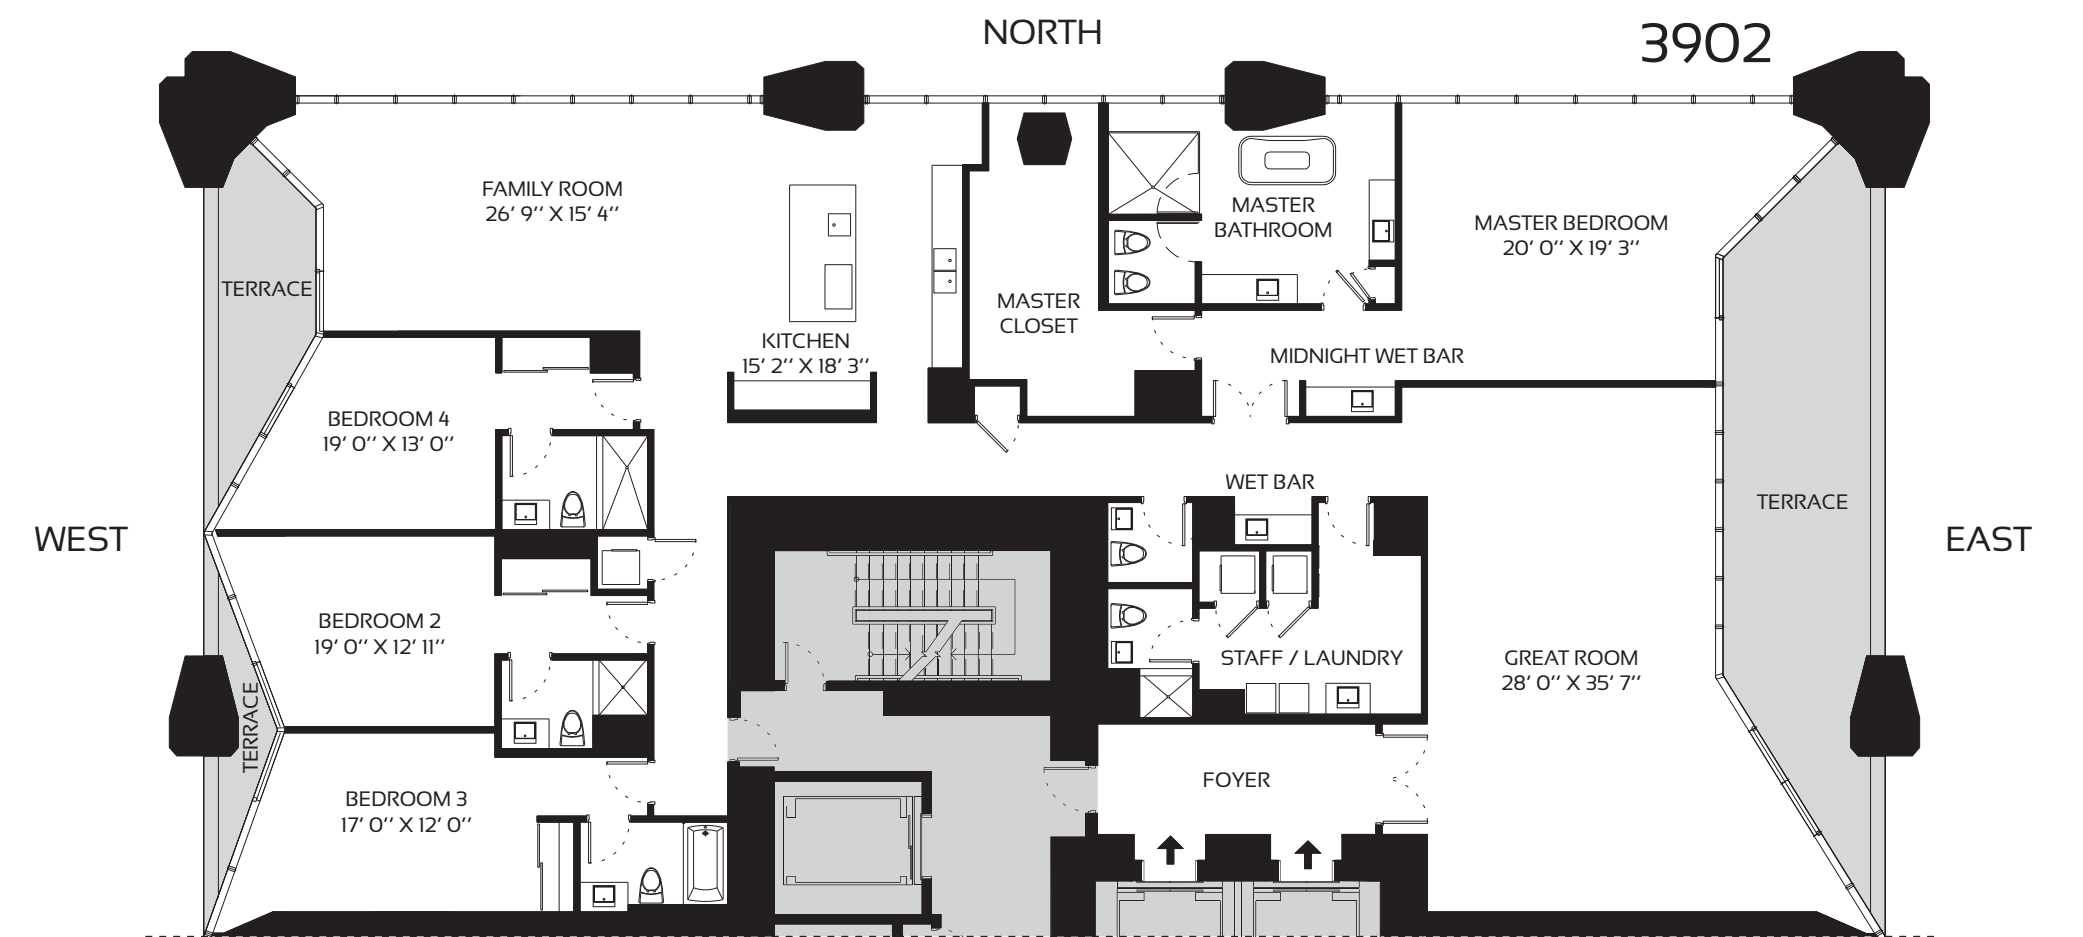 NORTH
3902
FAMILY ROOM
26' 9'' X 15' 4''
MASTER
BATHROOM
MASTER BEDROOM
20' 0'' X 19' 3''
TERRACE
MASTER
CLOSET
KITCHEN
15' 2'' X 18' 3''
MIDNIGHT WET BAR
BEDROOM 4
19' 0'' X 13' 0''
WET BAR
TERRACE
WEST
EAST
BEDROOM 2
19' 0'' X 12' 11''
STAFF / LAUNDRY
GREAT ROOM
28' 0'' X 35' 7''
TERRACE
FOYER
BEDROOM 3
17' 0'' X 12' 0''